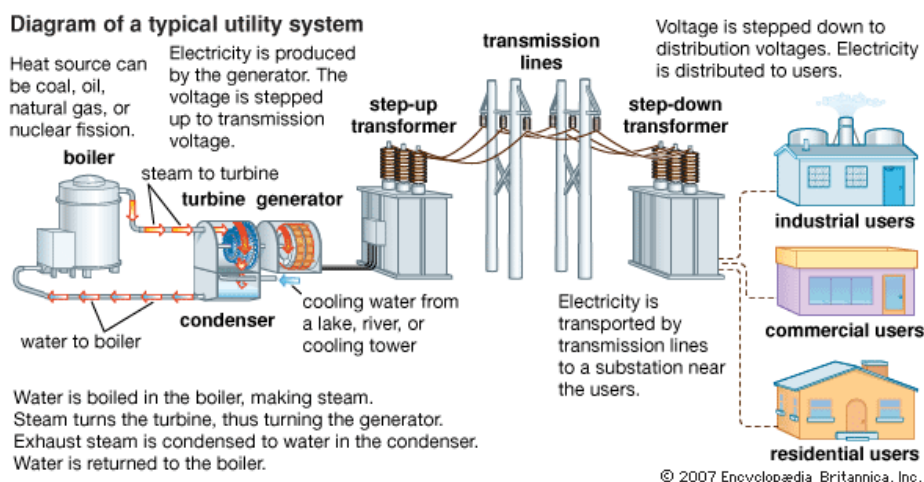 Diagram of a typical utility system
Heat source can
be coal, oil,
natural gas, or
nuclear fission.
Electricity is produced
by the generator. The
voltage is stepped
up to transmission
voltage.
transmission
lines
Voltage is stepped down to
distribution voltages. Electricity
is distributed to users.
step-up
transformer
step-down
transformer
boiler
steam to turbine
turbine
generator
industrial users
condenser
cooling water from
a lake, river, or
cooling tower
water to boiler
Electricity is
transported by
transmission lines
to a substation near
the users.
commercial users
Water is boiled in the boiler, making steam.
Steam turns the turbine, thus turning the generator.
Exhaust steam is condensed to water in the condenser.
Water is returned to the boiler.
residential users
© 2007 Encyclopædia Britannica, Inc.